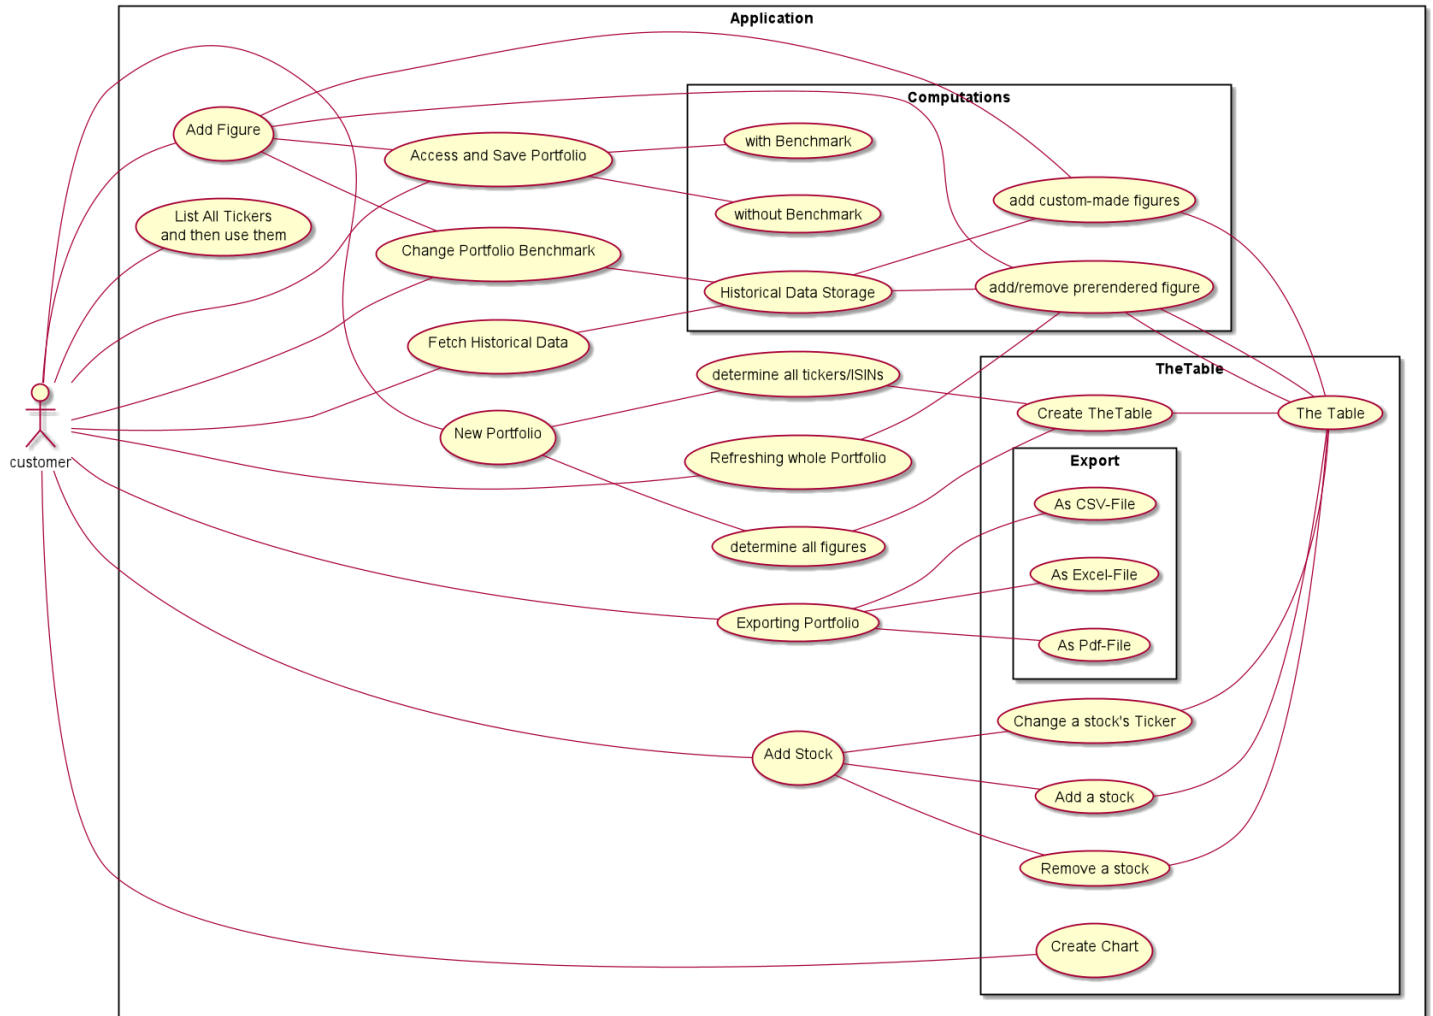 Application
Computations
Add Figure
with Benchmark
Access and Save Portfolio
add custom-made figures
without Benchmark
List All Tickers
and then use them
Change Portfolio Benchmark
add/remove prerendered figure
Historical Data Storage
Fetch Historical Data
TheTable
determine all tickers/ISINs
Create TheTable
The Table
New Portfolio
customer
Refreshing whole Portfolio
Export
As CSV-File
determine all figures
As Excel-File
Exporting Portfolio
As Pdf-File
Change a stock's Ticker
Add Stock
Add a stock
Remove a stock
Create Chart